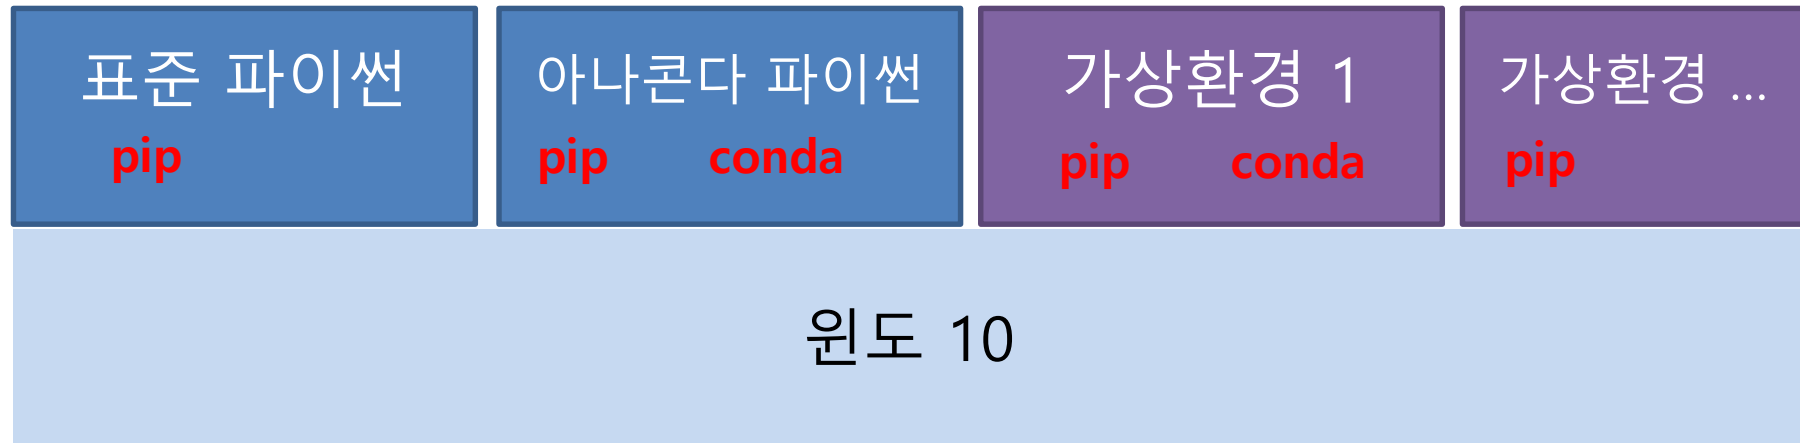 표준 파이썬
pip
아나콘다 파이썬
pip conda
가상환경 1
pip conda
가상환경 ...
pip
윈도 10